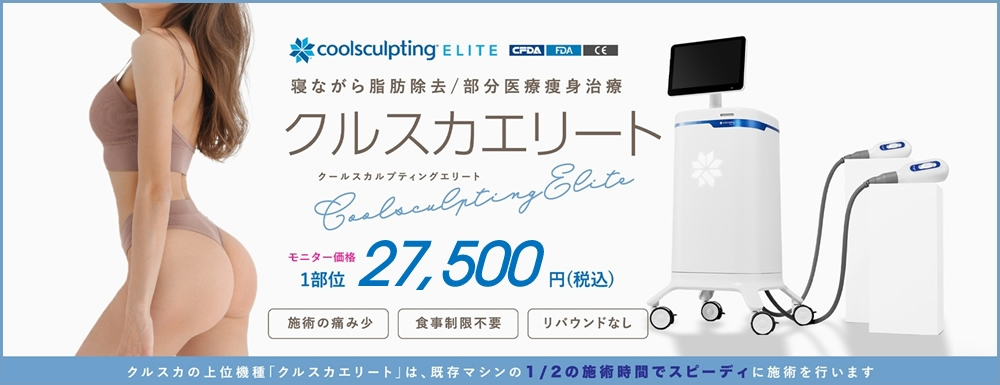 coolsculpting ELITE CFDA FDA CE
寝ながら脂肪除去/部分医療痩身治療
クルスカエリート
クールスカルプティングエリート
Coolsculpting Elite
モニター価格
1部位 27,500 円(税込)
施術の痛み少 食事制限不要 リバウンドなし
クルスカの上位機種「クルスカエリート」は、既存マシンの1/2の施術時間でスピーディに施術を行います